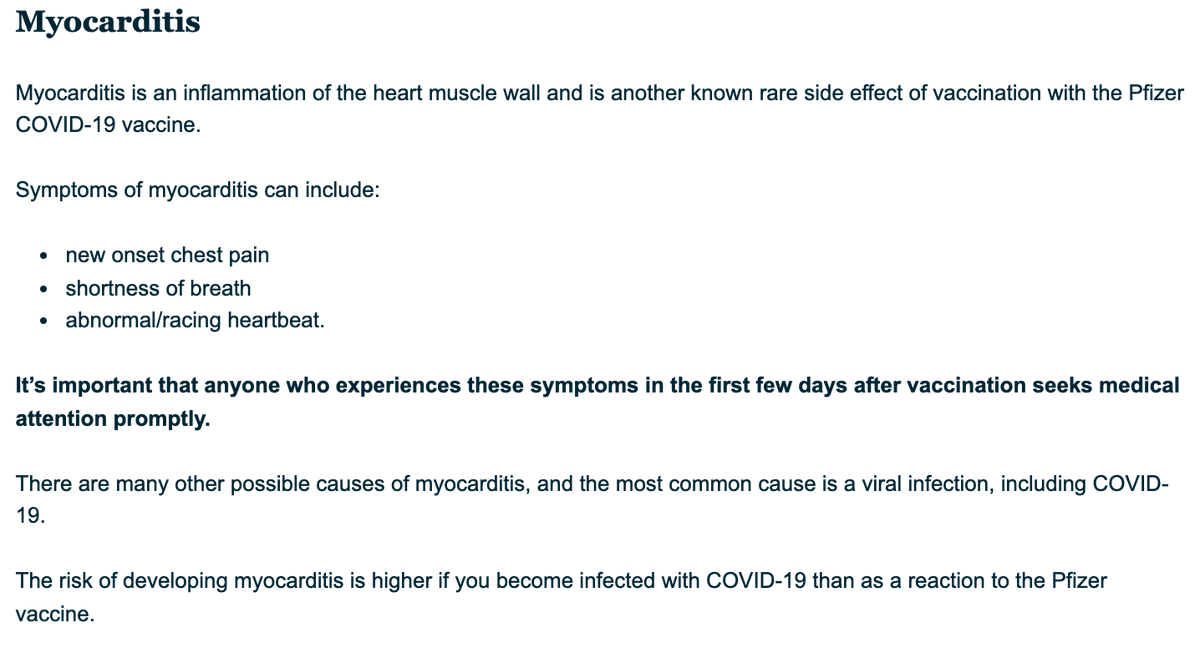 Myocarditis
Myocarditis is an inflammation of the heart muscle wall and is another known rare side effect of vaccination with the Pfizer
COVID-19 vaccine.
Symptoms of myocarditis can include:
• new onset chest pain
• shortness of breath
• abnormal/racing heartbeat.
It’s important that anyone who experiences these symptoms in the first few days after vaccination seeks medical
attention promptly.
There are many other possible causes of myocarditis, and the most common cause is a viral infection, including COVID-
19.
The risk of developing myocarditis is higher if you become infected with COVID-19 than as a reaction to the Pfizer
vaccine.